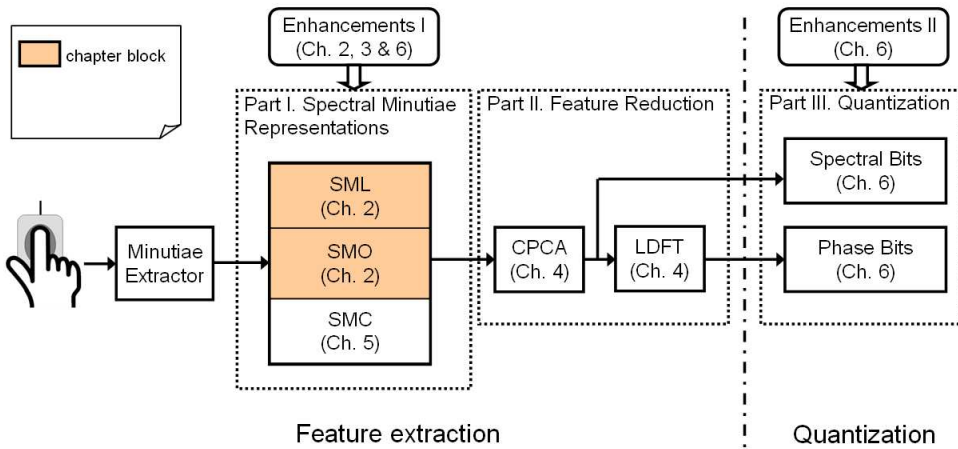 chapter block
Enhancements I
(Ch. 2, 3 & 6)
Enhancements II
(Ch. 6)
Part I. Spectral Minutiae
Representations
Part II. Feature Reduction
Part III. Quantization
SML
(Ch. 2)
SMO
(Ch. 2)
SMC
(Ch. 5)
Minutiae
Extractor
CPCA
(Ch. 4)
LDFT
(Ch. 4)
Spectral Bits
(Ch. 6)
Phase Bits
(Ch. 6)
Feature extraction
Quantization